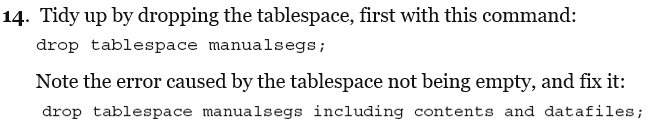 14. Tidy up by dropping the tablespace, first with this command:
drop tablespace manualsegs;
Note the error caused by the tablespace not being empty, and fix it:
drop tablespace manualsegs including contents and datafiles;